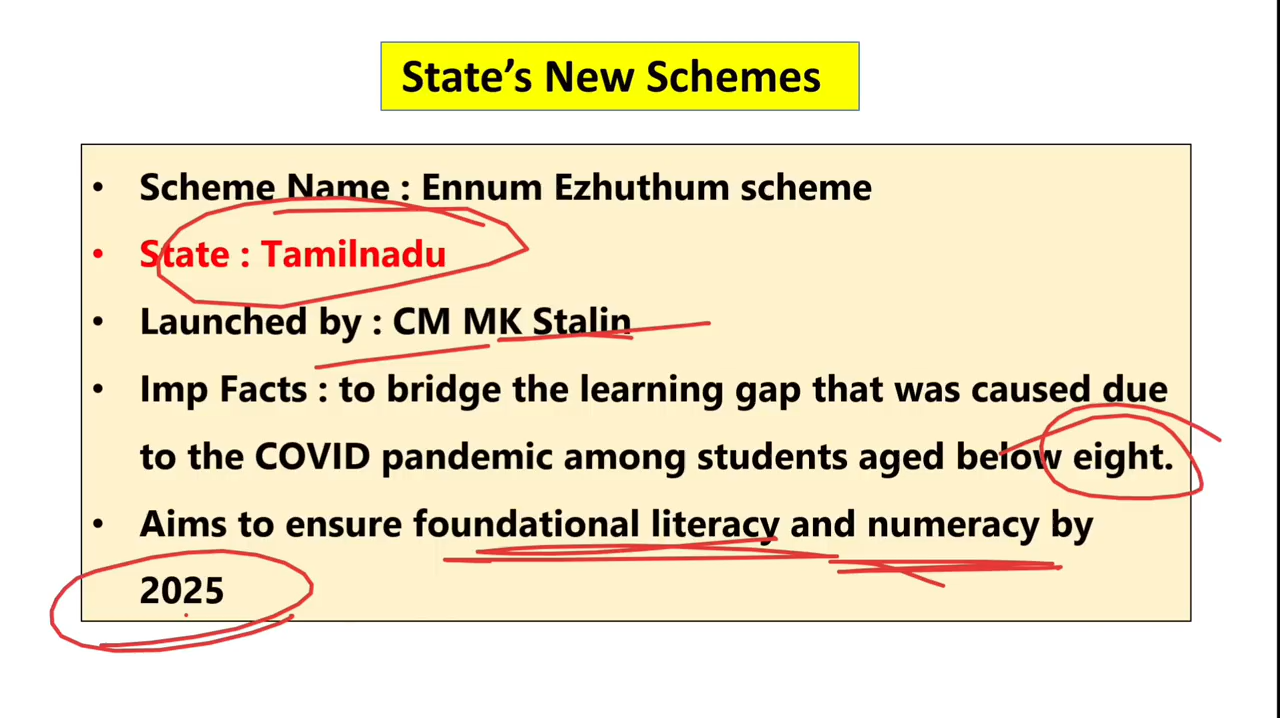 State’s New Schemes
• Scheme Name : Ennum Ezhuthum scheme
• State : Tamilnadu
• Launched by : CM MK Stalin
• Imp Facts : to bridge the learning gap that was caused due
to the COVID pandemic among students aged below eight.
• Aims to ensure foundational literacy and numeracy by
2025